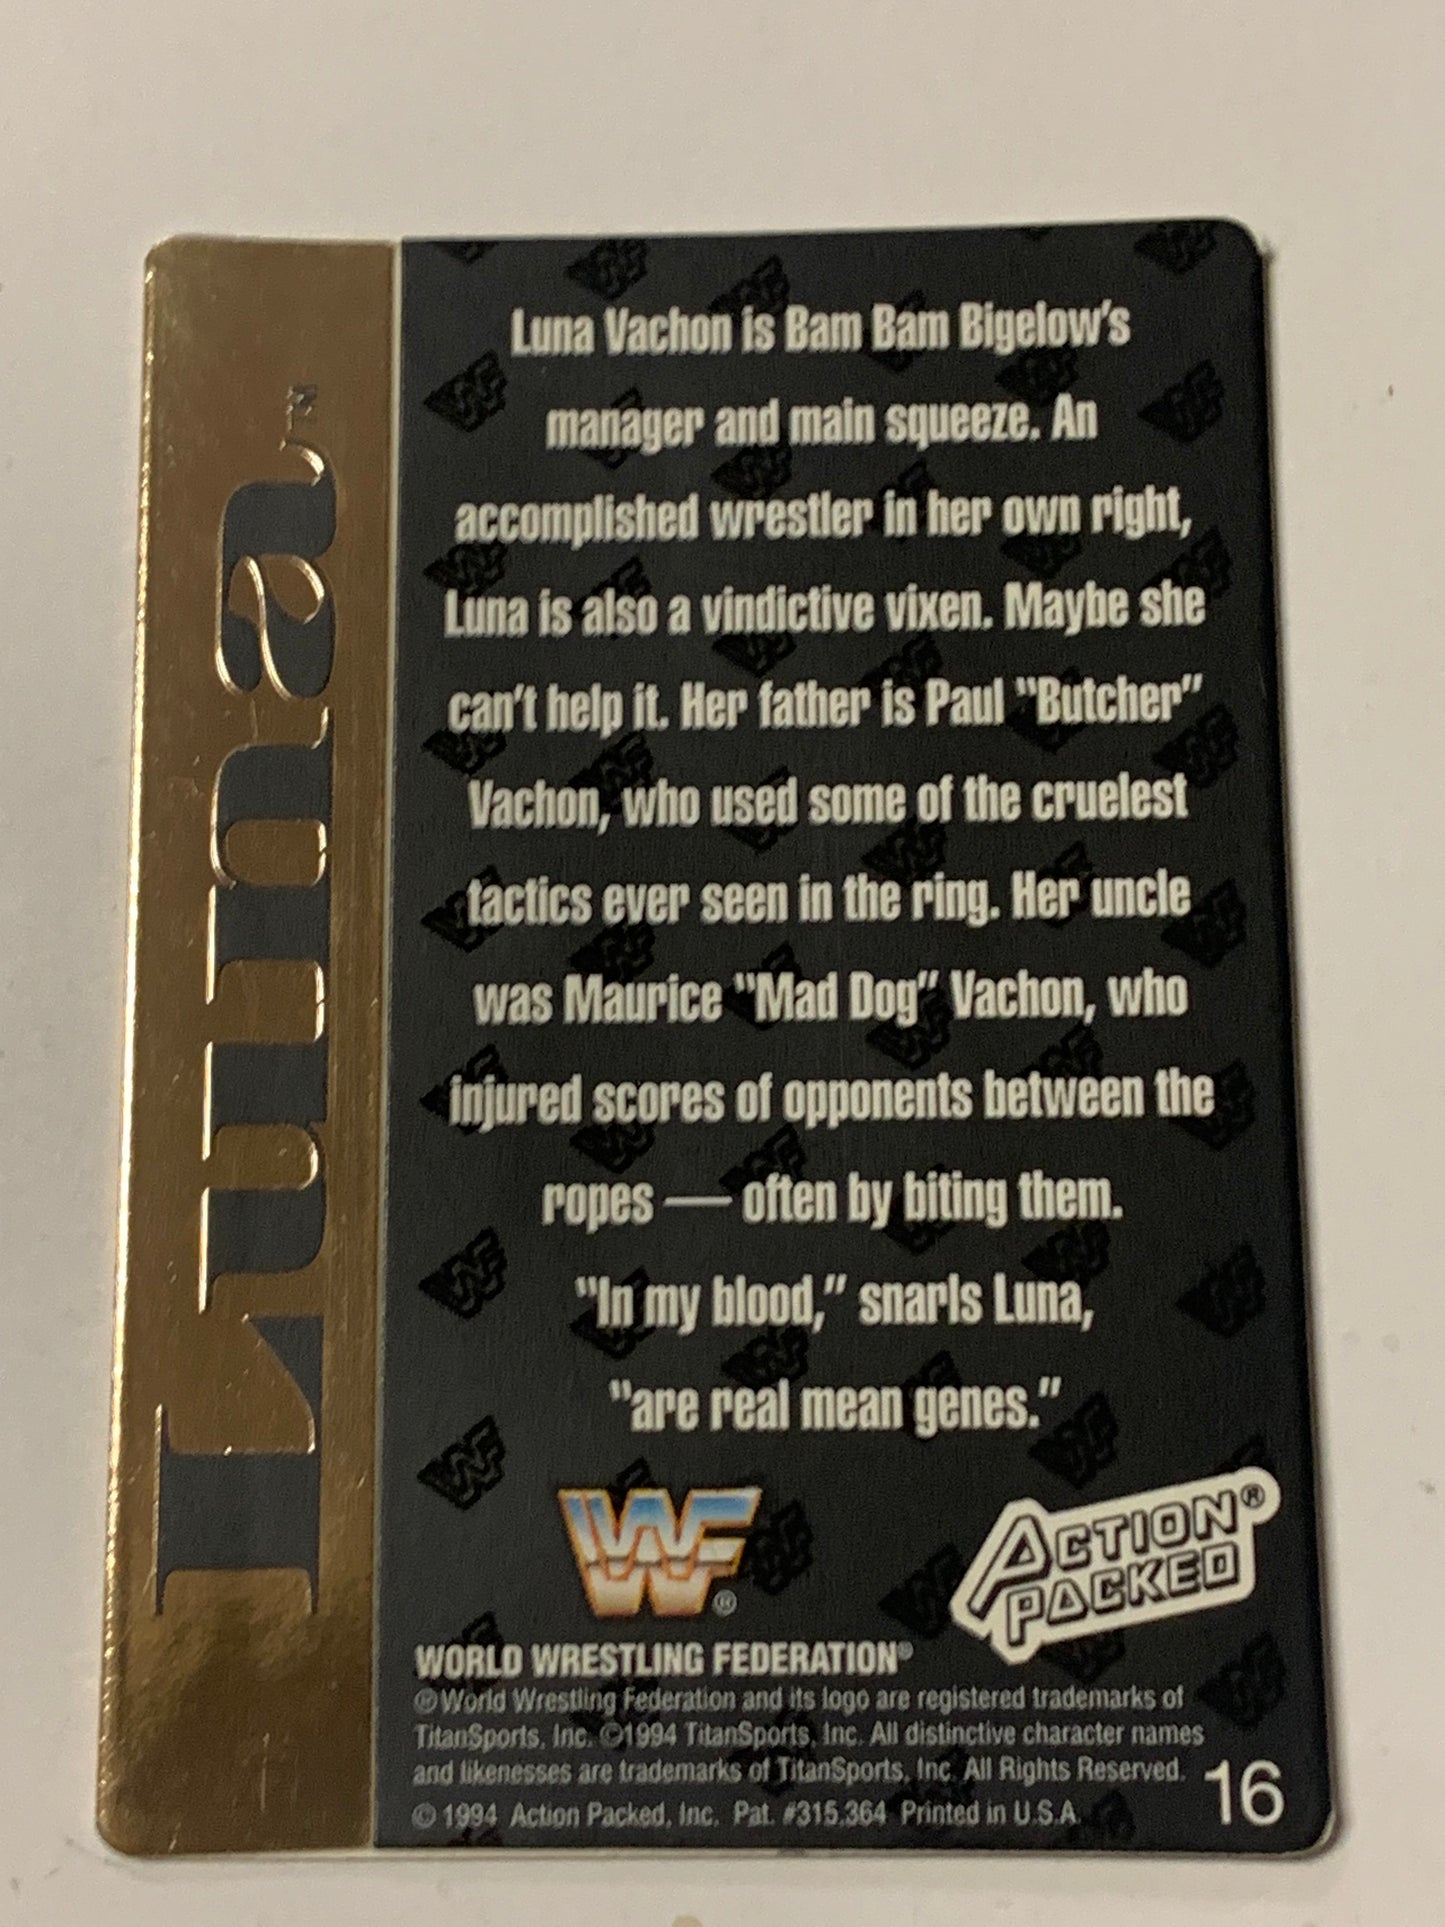 Luna™
Luna Vachon is Bam Bam Bigelow's
manager and main squeeze. An
accomplished wrestler in her own right,
Luna is also a vindictive vixen. Maybe she
can't help it. Her father is Paul "Butcher"
Vachon, who used some of the cruelest
tactics ever seen in the ring. Her uncle
was Maurice "Mad Dog" Vachon, who
injured scores of opponents between the
ropes — often by biting them.
"In my blood," snarls Luna,
"are real mean genes."
WF®
ACTION®
PACKED
WORLD WRESTLING FEDERATION®
®World Wrestling Federation and its logo are registered trademarks of
TitanSports, Inc. ©1994 TitanSports, Inc. All distinctive character names
and likenesses are trademarks of TitanSports, Inc. All Rights Reserved.
© 1994 Action Packed, Inc. Pat. #315,364 Printed in U.S.A.
16